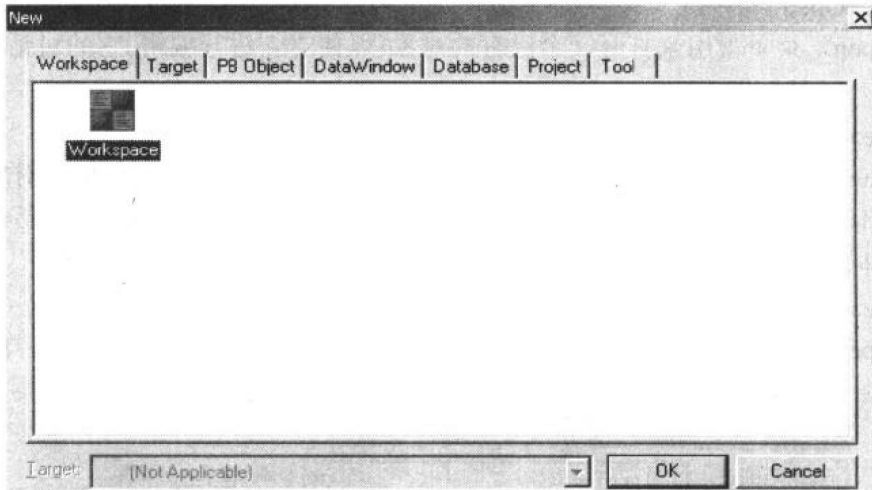 New
Workspace Target PB Object DataWindow Database Project Tool
Workspace
Target: (Not Applicable) OK Cancel